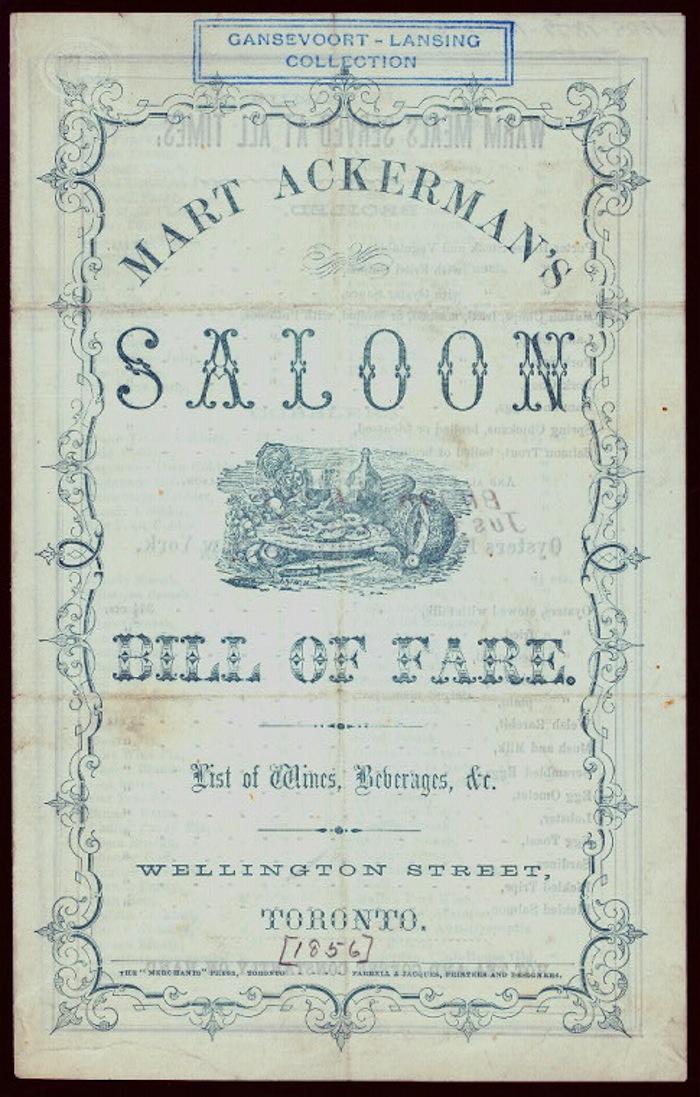 GANSEVOORT - LANSING
COLLECTION
MART ACKERMAN'S
SALOON
BILL OF FARE.
List of Wines, Beverages, &c.
WELLINGTON STREET,
TORONTO.
[1856]
THE "MERCHANTS" PRESS, TORONTO
FARRELL & JACQUES, PRINTERS AND DESIGNERS.